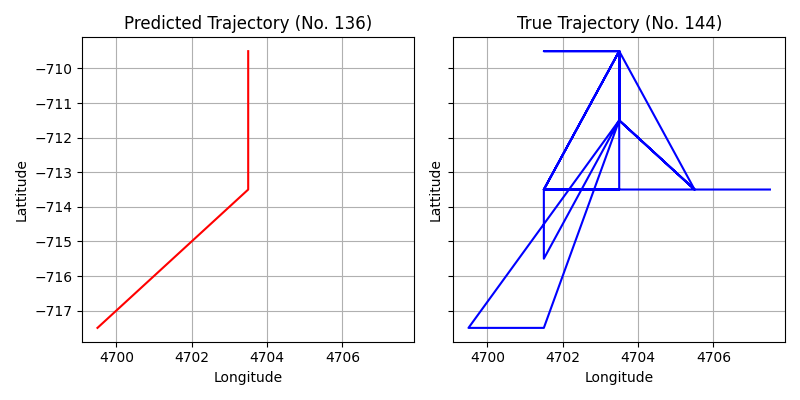 Predicted Trajectory (No. 136)
True Trajectory (No. 144)
Lattitude
−710
−711
−712
−713
−714
−715
−716
−717
4700
4702
4704
4706
Longitude
Lattitude
4700
4702
4704
4706
Longitude